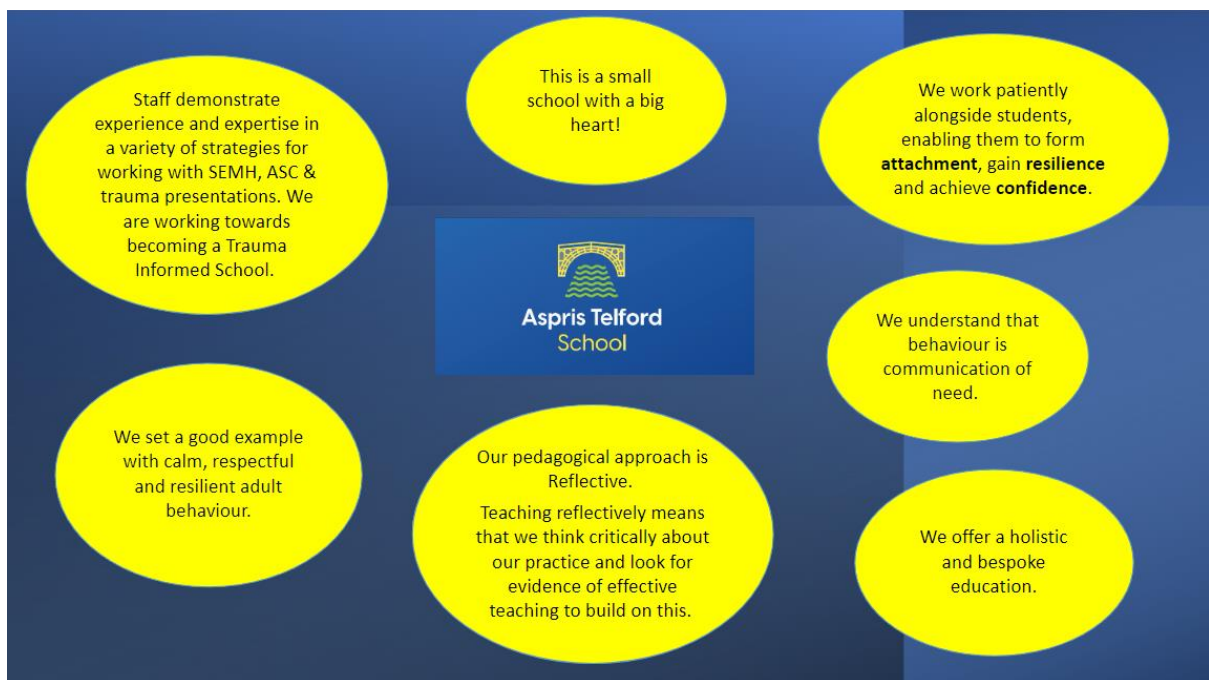 Staff demonstrate
experience and expertise in
a variety of strategies for
working with SEMH, ASC &
trauma presentations. We
are working towards
becoming a Trauma
Informed School.
This is a small
school with a big
heart!
We work patiently
alongside students,
enabling them to form
attachment, gain resilience
and achieve confidence.
Aspris Telford
School
We understand that
behaviour is
communication of
need.
We set a good example
with calm, respectful
and resilient adult
behaviour.
Our pedagogical approach is
Reflective.
Teaching reflectively means
that we think critically about
our practice and look for
evidence of effective
teaching to build on this.
We offer a holistic
and bespoke
education.